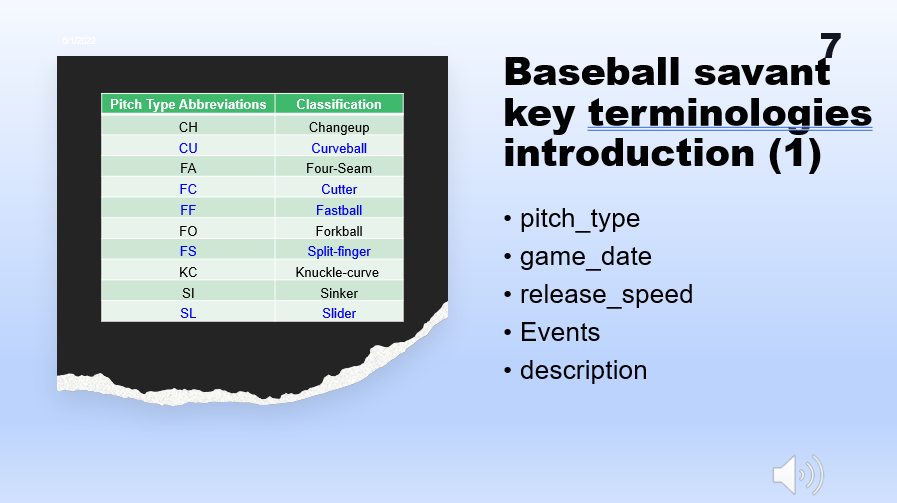 6/1/2022
7
Baseball savant
key terminologies
introduction (1)
Pitch Type Abbreviations Classification
CH Changeup
CU Curveball
FA Four-Seam
FC Cutter
FF Fastball
FO Forkball
FS Split-finger
KC Knuckle-curve
SI Sinker
SL Slider
• pitch_type
• game_date
• release_speed
• Events
• description